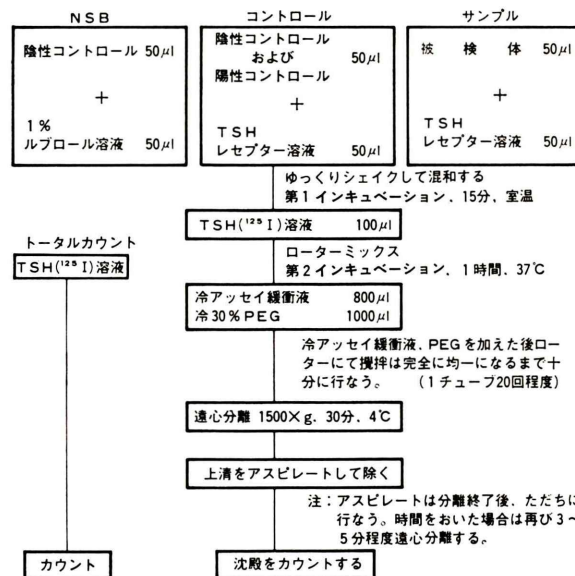 NSB
陰性コントロール 50μl
+
1%
ルブロール溶液 50μl
コントロール
陰性コントロール
および 50μl
陽性コントロール
+
TSH
レセプター溶液 50μl
サンプル
被検体 50μl
+
TSH
レセプター溶液 50μl
ゆっくりシェイクして混和する
第1インキュベーション、15分、室温
TSH(¹²⁵I)溶液 100μl
ローターミックス
第2インキュベーション、1時間、37℃
トータルカウント
TSH(¹²⁵I)溶液
冷アッセイ緩衝液 800μl
冷30%PEG 1000μl
冷アッセイ緩衝液、PEGを加えた後ロー
ターにて攪拌は完全に均一になるまで十
分に行なう。 (1チューブ20回程度)
遠心分離 1500×g、30分、4℃
上清をアスピレートして除く
注:アスピレートは分離終了後、ただちに
行なう。時間をおいた場合は再び3~
5分程度遠心分離する。
カウント
沈殿をカウントする